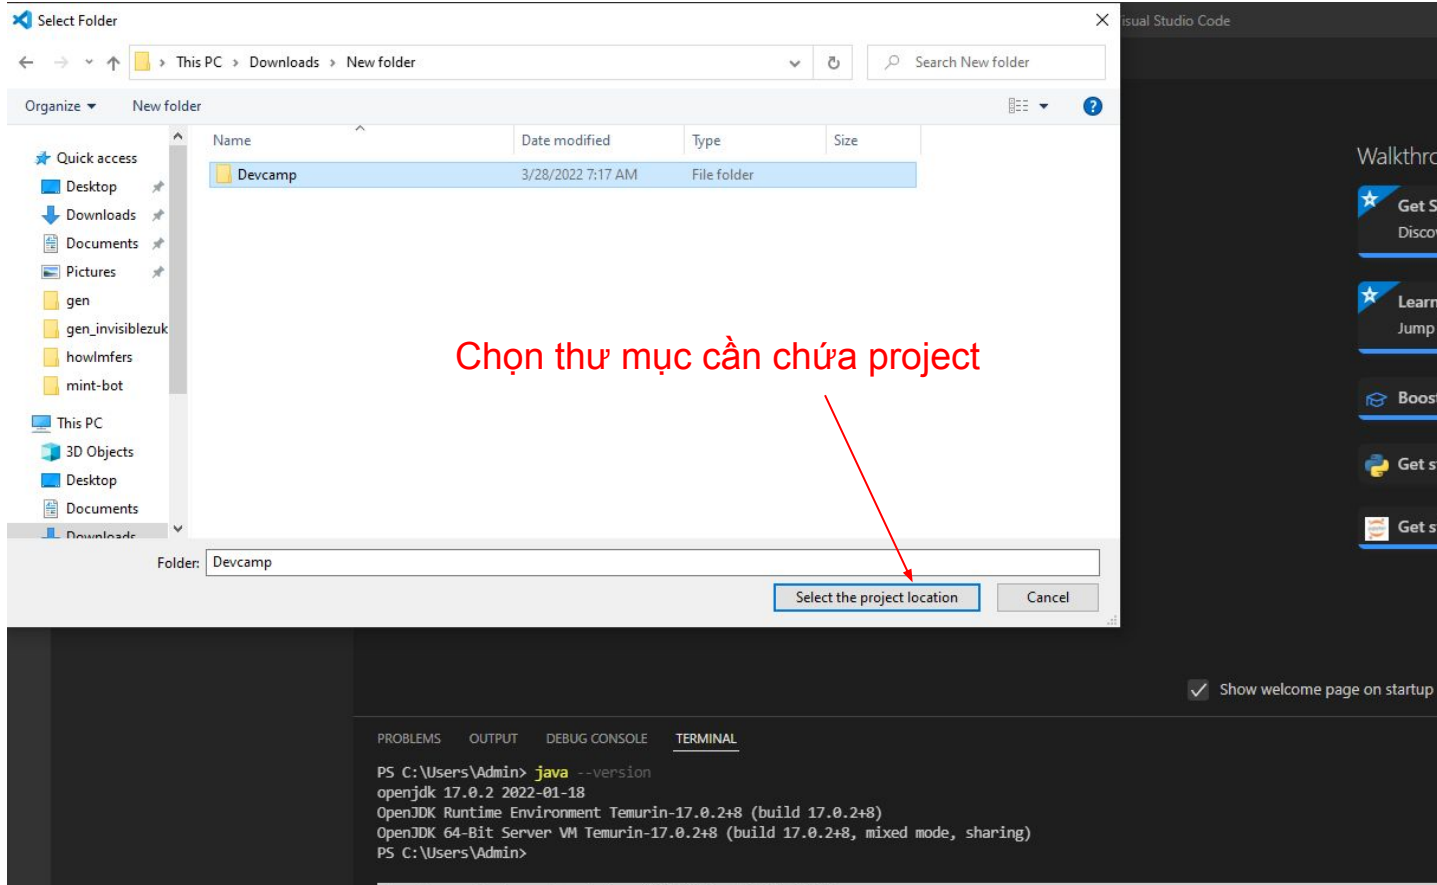 Select Folder
isual Studio Code
This PC > Downloads > New folder
Search New folder
Organize
New folder
Name
Date modified
Type
Size
Quick access
Devcamp
3/28/2022 7:17 AM
File folder
Desktop
Downloads
Documents
Pictures
gen
gen_invisiblezuk
howlmfers
mint-bot
This PC
3D Objects
Desktop
Documents
Downloads
Chọn thư mục cần chứa project
Walkthro
Get S
Disco
Learn
Jump
Boost
Get s
Get s
Folder: Devcamp
Select the project location
Cancel
Show welcome page on startup
PROBLEMS OUTPUT DEBUG CONSOLE TERMINAL
PS C:\Users\Admin> java --version
openjdk 17.0.2 2022-01-18
OpenJDK Runtime Environment Temurin-17.0.2+8 (build 17.0.2+8)
OpenJDK 64-Bit Server VM Temurin-17.0.2+8 (build 17.0.2+8, mixed mode, sharing)
PS C:\Users\Admin>